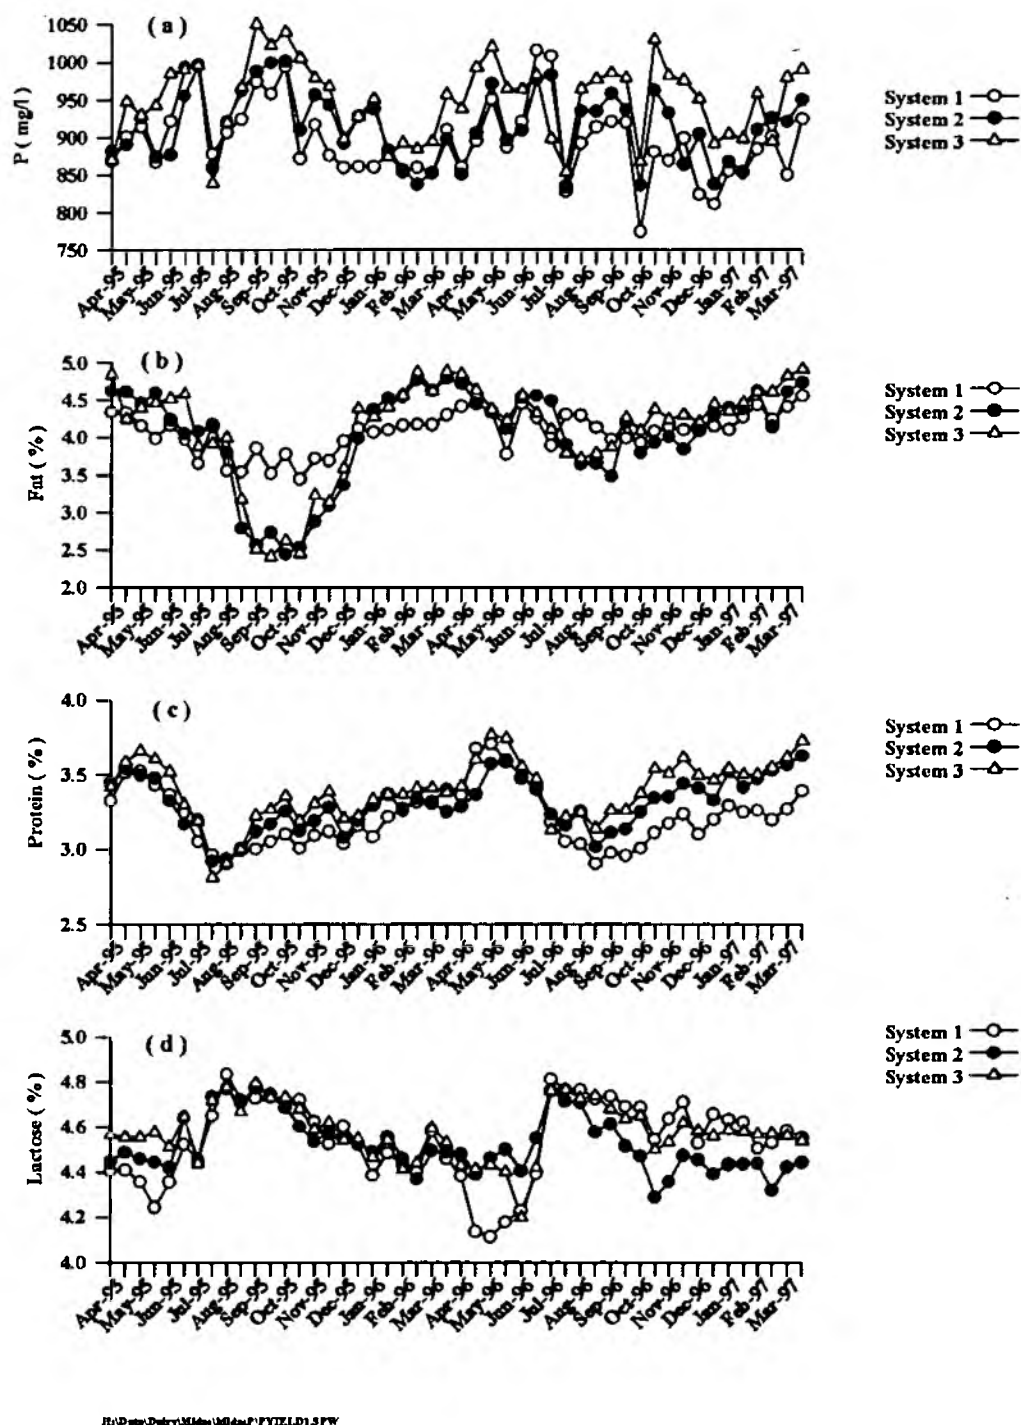 ( a )
P ( mg/l )
1050
1000
950
900
850
800
750
Apr-95 May-95 Jun-95 Jul-95 Aug-95 Sep-95 Oct-95 Nov-95 Dec-95 Jan-96 Feb-96 Mar-96 Apr-96 May-96 Jun-96 Jul-96 Aug-96 Sep-96 Oct-96 Nov-96 Dec-96 Jan-97 Feb-97 Mar-97
System 1
System 2
System 3
( b )
Fat ( % )
5.0
4.5
4.0
3.5
3.0
2.5
2.0
Apr-95 May-95 Jun-95 Jul-95 Aug-95 Sep-95 Oct-95 Nov-95 Dec-95 Jan-96 Feb-96 Mar-96 Apr-96 May-96 Jun-96 Jul-96 Aug-96 Sep-96 Oct-96 Nov-96 Dec-96 Jan-97 Feb-97 Mar-97
System 1
System 2
System 3
( c )
Protein ( % )
4.0
3.5
3.0
2.5
Apr-95 May-95 Jun-95 Jul-95 Aug-95 Sep-95 Oct-95 Nov-95 Dec-95 Jan-96 Feb-96 Mar-96 Apr-96 May-96 Jun-96 Jul-96 Aug-96 Sep-96 Oct-96 Nov-96 Dec-96 Jan-97 Feb-97 Mar-97
System 1
System 2
System 3
( d )
Lactose ( % )
5.0
4.8
4.6
4.4
4.2
4.0
Apr-95 May-95 Jun-95 Jul-95 Aug-95 Sep-95 Oct-95 Nov-95 Dec-95 Jan-96 Feb-96 Mar-96 Apr-96 May-96 Jun-96 Jul-96 Aug-96 Sep-96 Oct-96 Nov-96 Dec-96 Jan-97 Feb-97 Mar-97
System 1
System 2
System 3